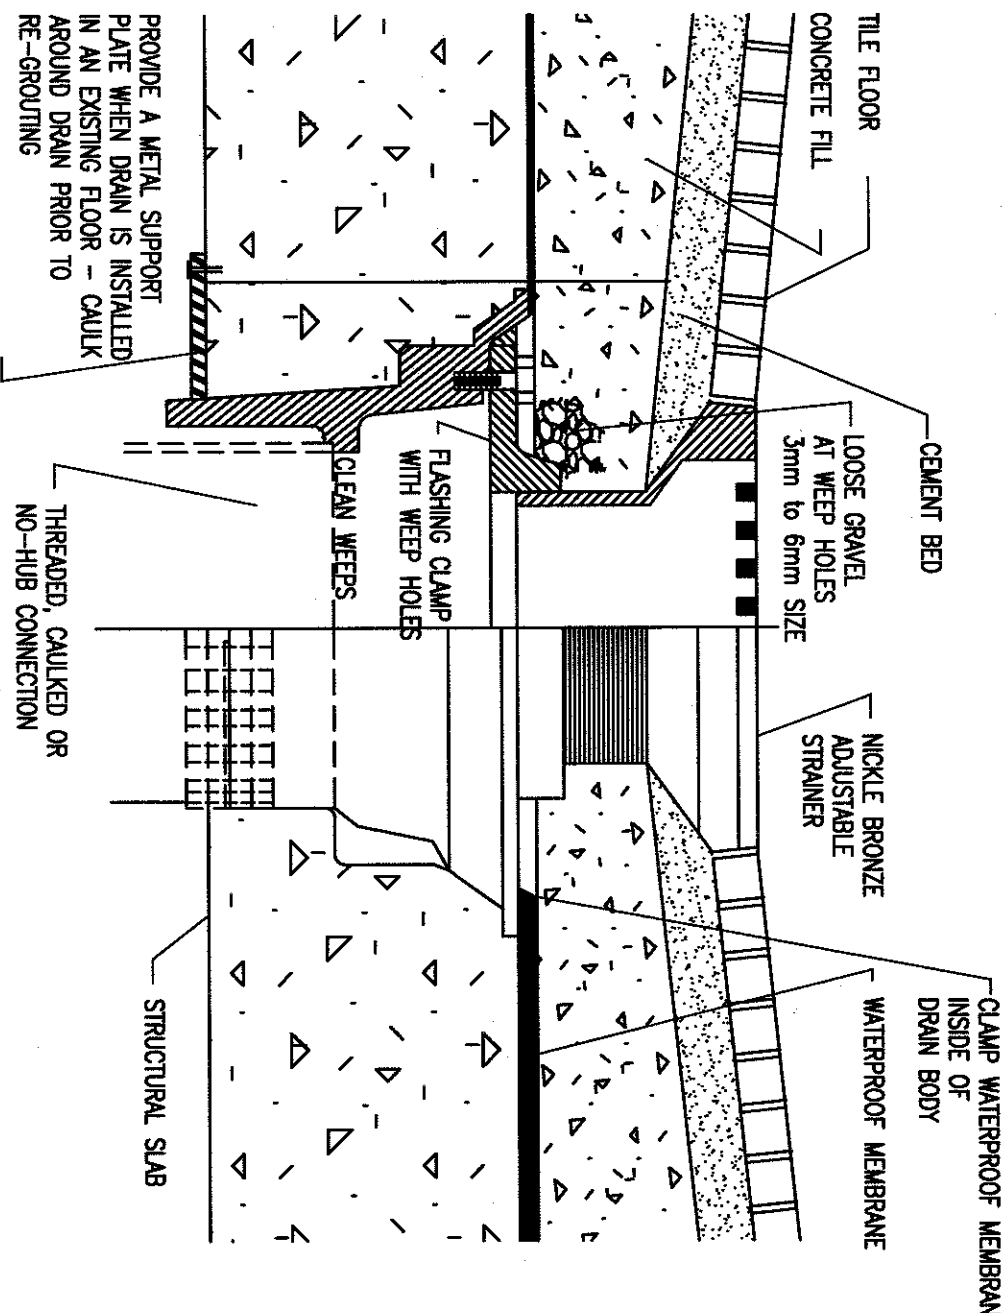 TILE FLOOR
CONCRETE FILL
CEMENT BED
LOOSE GRAVEL
AT WEEP HOLES
3mm to 6mm SIZE
NICKLE BRONZE
ADJUSTABLE
STRAINER
CLAMP WATERPROOF
INSIDE OF
DRAIN BODY
WATERPROOF MEMBRANE
FLASHING CLAMP
WITH WEEP HOLES
CLEAN WEEPS
PROVIDE A METAL SUPPORT
PLATE WHEN DRAIN IS INSTALLED
IN AN EXISTING FLOOR - CAULK
AROUND DRAIN PRIOR TO
RE-GROUTING
THREADED, CAULKED OR
NO-HUB CONNECTION
STRUCTURAL SLAB